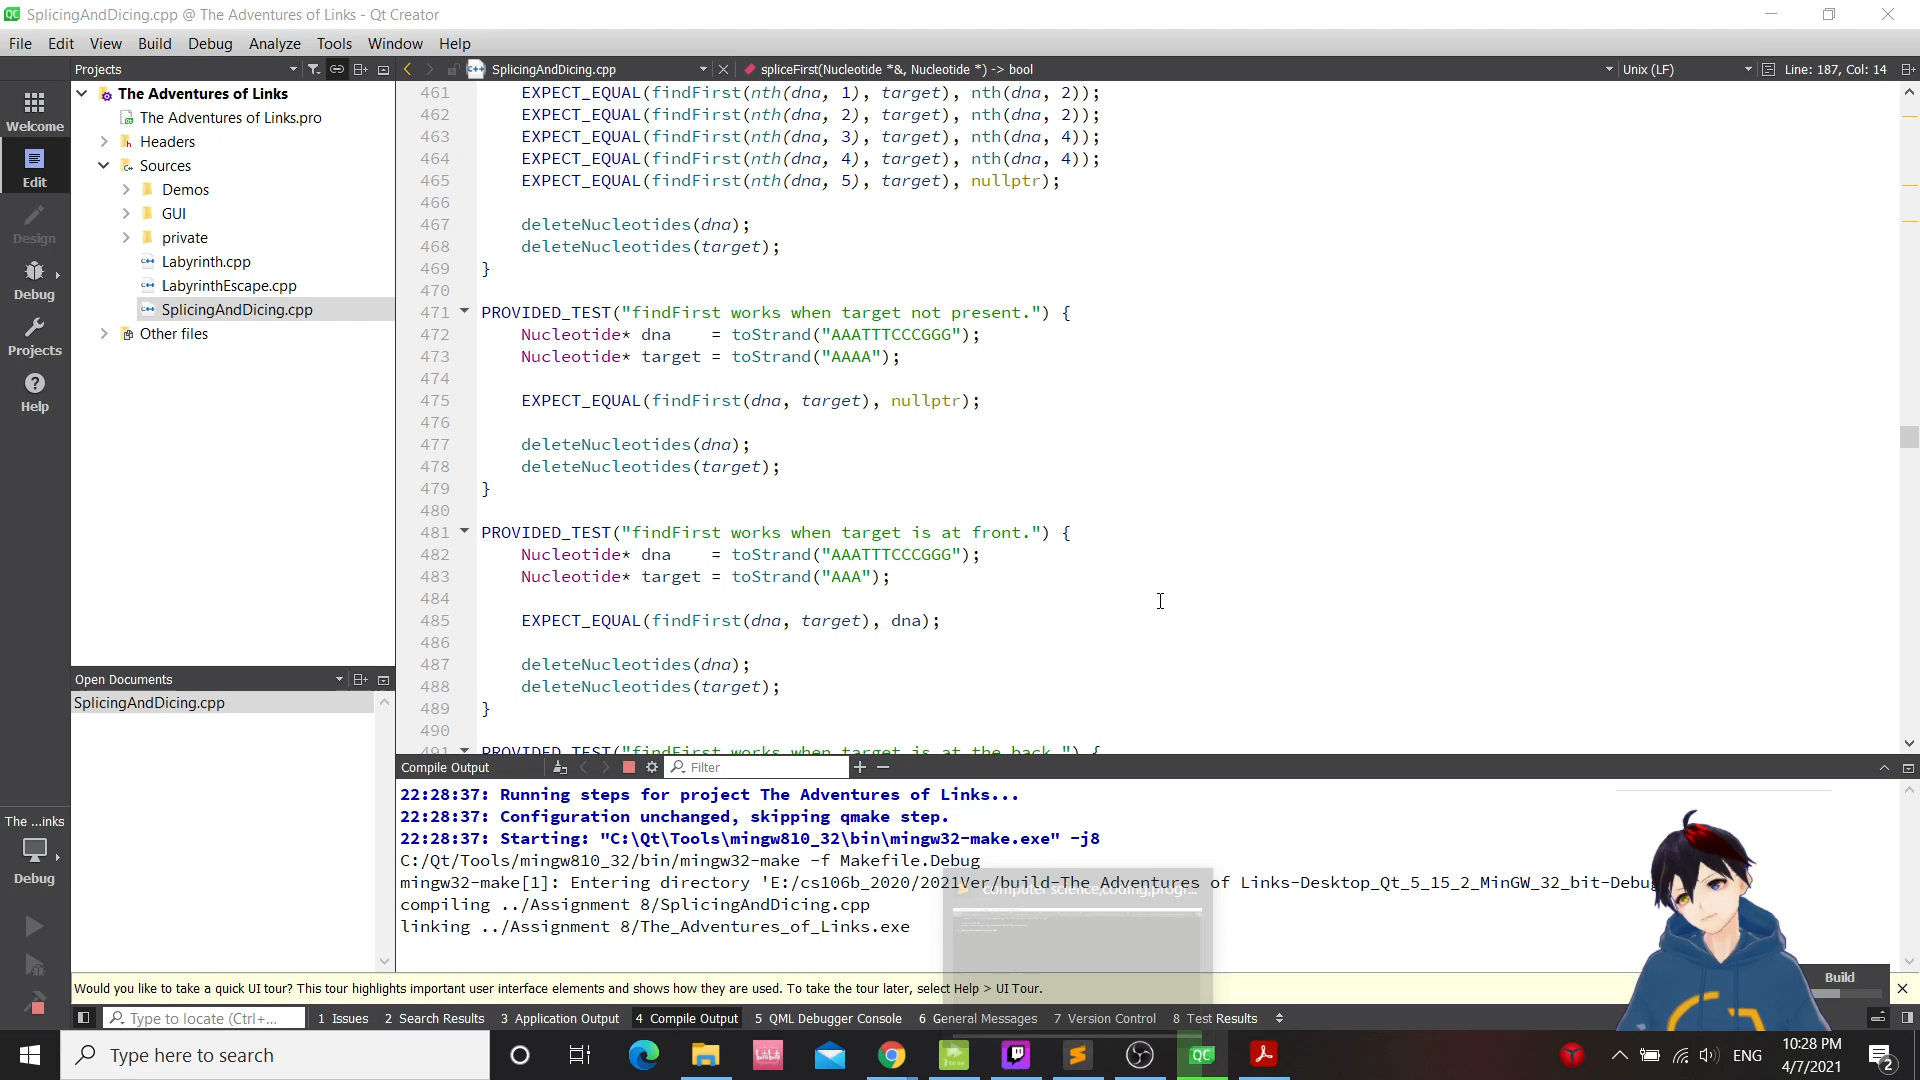 SplicingAndDicing.cpp @ The Adventures of Links - Qt Creator
File Edit View Build Debug Analyze Tools Window Help
Projects
SplicingAndDicing.cpp
spliceFirst(Nucleotide *&, Nucleotide *) -> bool
Unix (LF)
Line: 187, Col: 14
Welcome
Edit
Design
Debug
Projects
Help
The Adventures of Links
The Adventures of Links.pro
Headers
Sources
Demos
GUI
private
Labyrinth.cpp
LabyrinthEscape.cpp
SplicingAndDicing.cpp
Other files
Open Documents
SplicingAndDicing.cpp
461 EXPECT_EQUAL(findFirst(nth(dna, 1), target), nth(dna, 2));
462 EXPECT_EQUAL(findFirst(nth(dna, 2), target), nth(dna, 2));
463 EXPECT_EQUAL(findFirst(nth(dna, 3), target), nth(dna, 4));
464 EXPECT_EQUAL(findFirst(nth(dna, 4), target), nth(dna, 4));
465 EXPECT_EQUAL(findFirst(nth(dna, 5), target), nullptr);
466
467 deleteNucleotides(dna);
468 deleteNucleotides(target);
469 }
470
471 PROVIDED_TEST("findFirst works when target not present.") {
472 Nucleotide* dna = toStrand("AAATTTCCCGGG");
473 Nucleotide* target = toStrand("AAAA");
474
475 EXPECT_EQUAL(findFirst(dna, target), nullptr);
476
477 deleteNucleotides(dna);
478 deleteNucleotides(target);
479 }
480
481 PROVIDED_TEST("findFirst works when target is at front.") {
482 Nucleotide* dna = toStrand("AAATTTCCCGGG");
483 Nucleotide* target = toStrand("AAA");
484
485 EXPECT_EQUAL(findFirst(dna, target), dna);
486
487 deleteNucleotides(dna);
488 deleteNucleotides(target);
489 }
490
491 PROVIDED_TEST("findFirst works when target is at the back.") {
Compile Output
Filter
22:28:37: Running steps for project The Adventures of Links...
22:28:37: Configuration unchanged, skipping qmake step.
22:28:37: Starting: "C:\Qt\Tools\mingw810_32\bin\mingw32-make.exe" -j8
C:/Qt/Tools/mingw810_32/bin/mingw32-make -f Makefile.Debug
mingw32-make[1]: Entering directory 'E:/cs106b_2020/2021Ver/build-The Adventures of Links-Desktop_Qt_5_15_2_MinGW_32_bit-Debug
compiling ../Assignment 8/SplicingAndDicing.cpp
linking ../Assignment 8/The_Adventures_of_Links.exe
computer science,coding,progr...
The ...inks
Debug
Would you like to take a quick UI tour? This tour highlights important user interface elements and shows how they are used. To take the tour later, select Help > UI Tour.
Build
Type to locate (Ctrl+...
1 Issues 2 Search Results 3 Application Output 4 Compile Output 5 QML Debugger Console 6 General Messages 7 Version Control 8 Test Results
Type here to search
QC
ENG
10:28 PM
4/7/2021
2